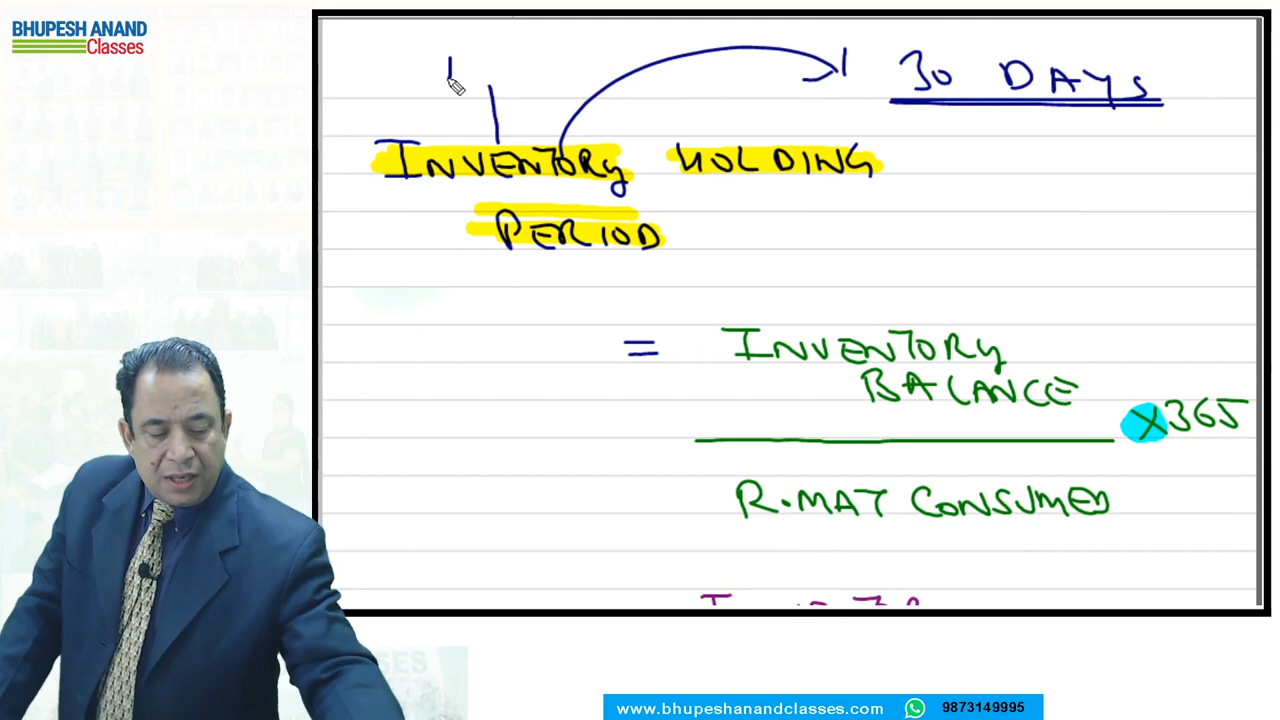 BHUPESH ANAND
Classes
30 DAYS
INVENTORY HOLDING
PERIOD
= INVENTORY
BALANCE
X365
R.MAT CONSUMED
www.bhupeshanandclasses.com 9873149995